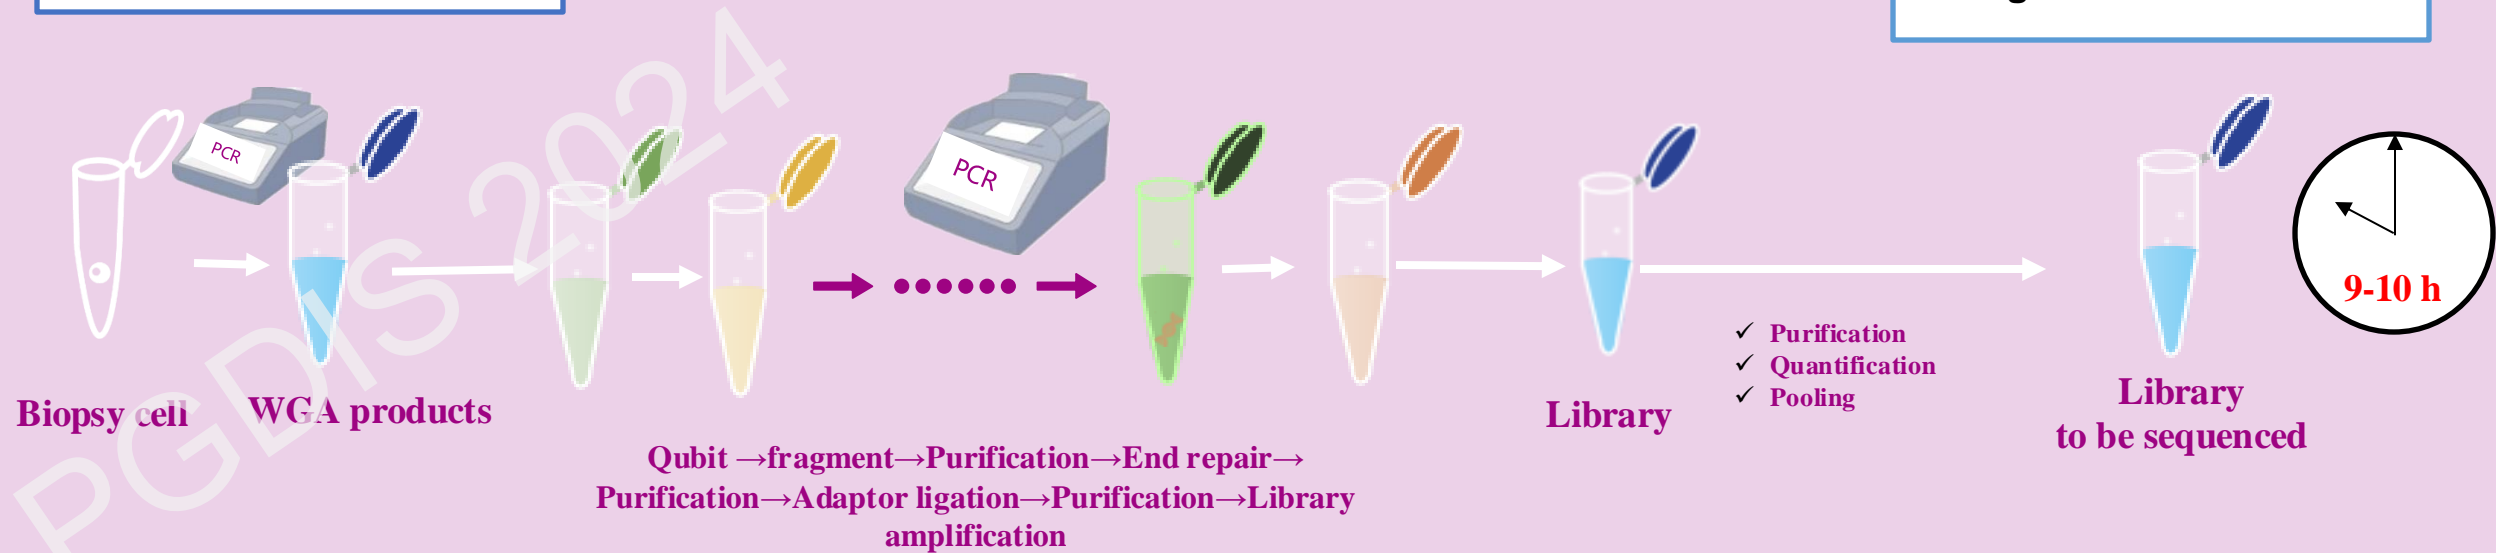 PCR
PCR
9-10 h
✓ Purification
✓ Quantification
✓ Pooling
Biopsy cell
WGA products
Library
Library
to be sequenced
Qubit →fragment→Purification→End repair→
Purification→Adaptor ligation→Purification→Library
amplification
PGDIS 2024